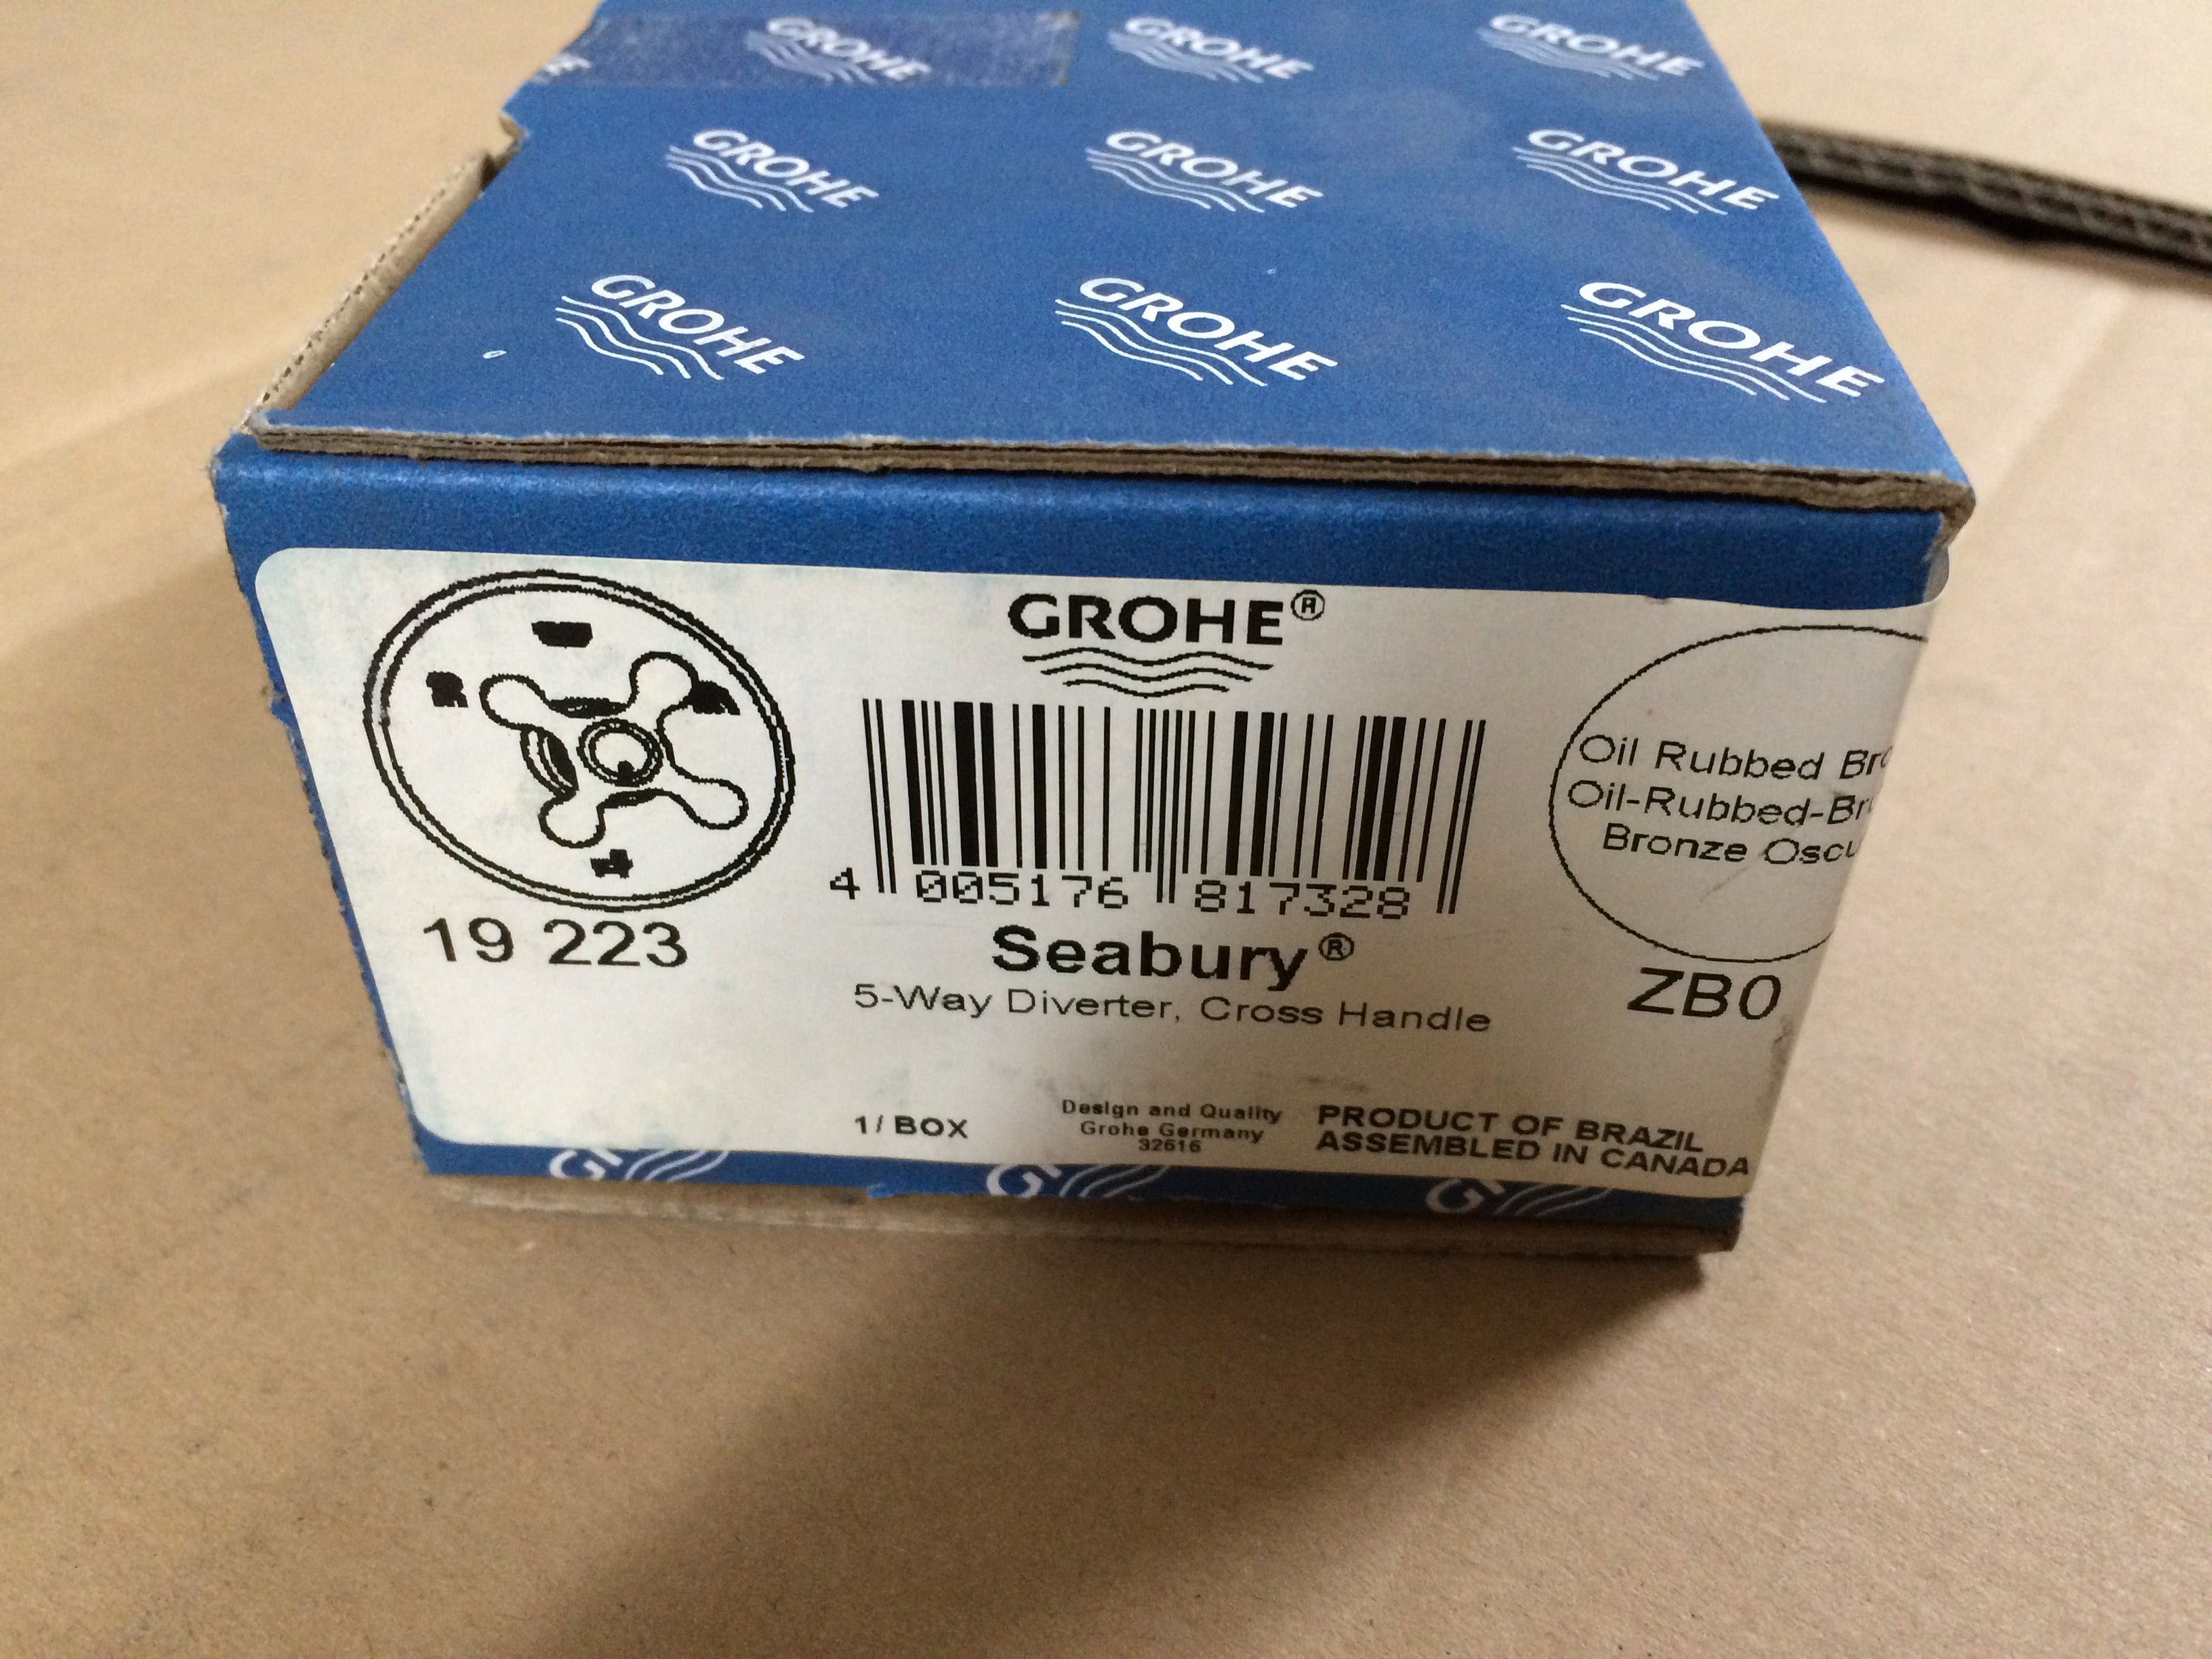 GROHE GROHE GROHE
GROHE GROHE GROHE
GROHE GROHE GROHE
GROHE®
4 005176 817328
19 223
Seabury®
5-Way Diverter, Cross Handle
Oil Rubbed
Bronze
ZB0
1/ BOX
Design and Quality
Grohe Germany
32616
PRODUCT OF BRAZIL
ASSEMBLED IN CANADA